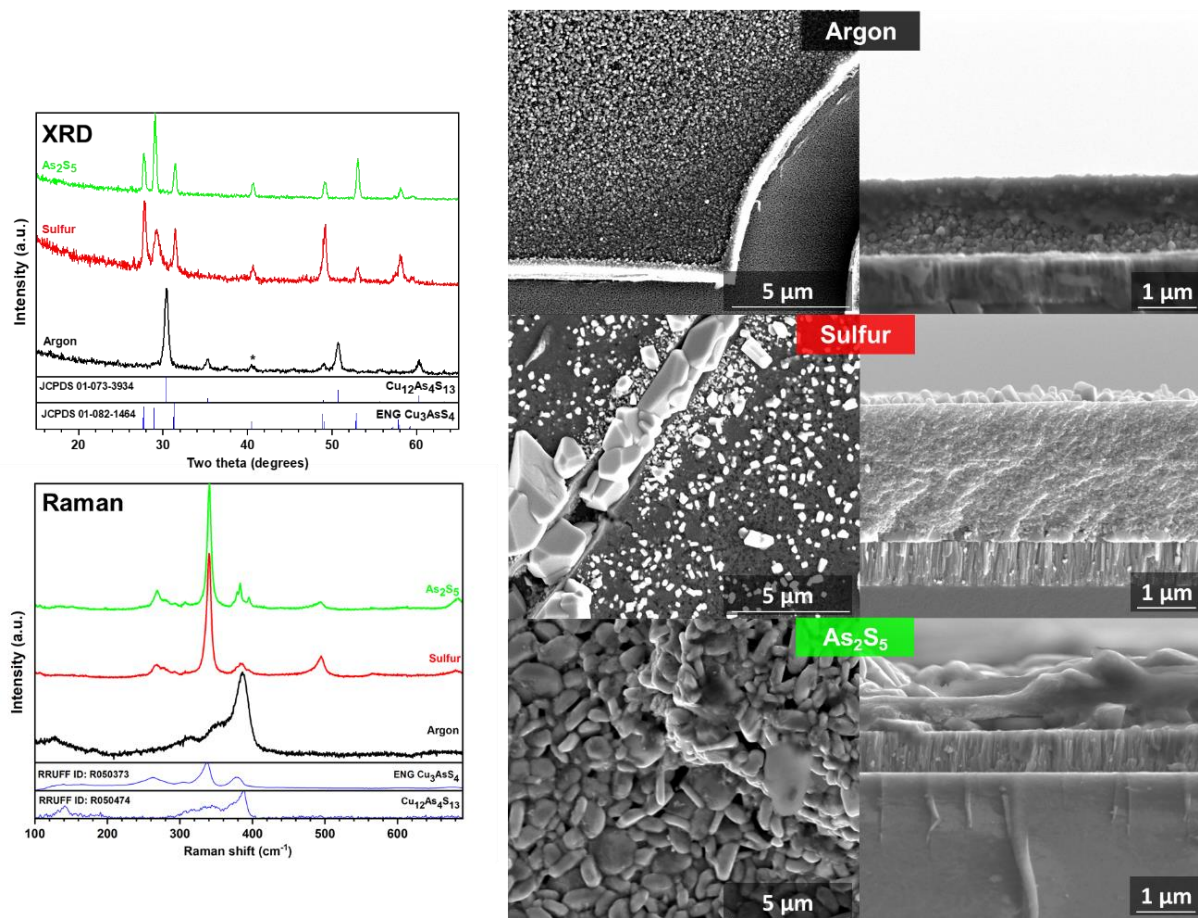 XRD
As₂S₅
Sulfur
Argon
*
JCPDS 01-073-3934
Cu₁₂As₄S₁₃
JCPDS 01-082-1464
ENG Cu₃AsS₄
Intensity (a.u.)
20 30 40 50 60
Two theta (degrees)
Raman
As₂S₅
Sulfur
Argon
RRUFF ID: R050373
ENG Cu₃AsS₄
RRUFF ID: R050474
Cu₁₂As₄S₁₃
Intensity (a.u.)
100 200 300 400 500 600
Raman shift (cm⁻¹)
Argon
5 µm
1 µm
Sulfur
5 µm
1 µm
As₂S₅
5 µm
1 µm